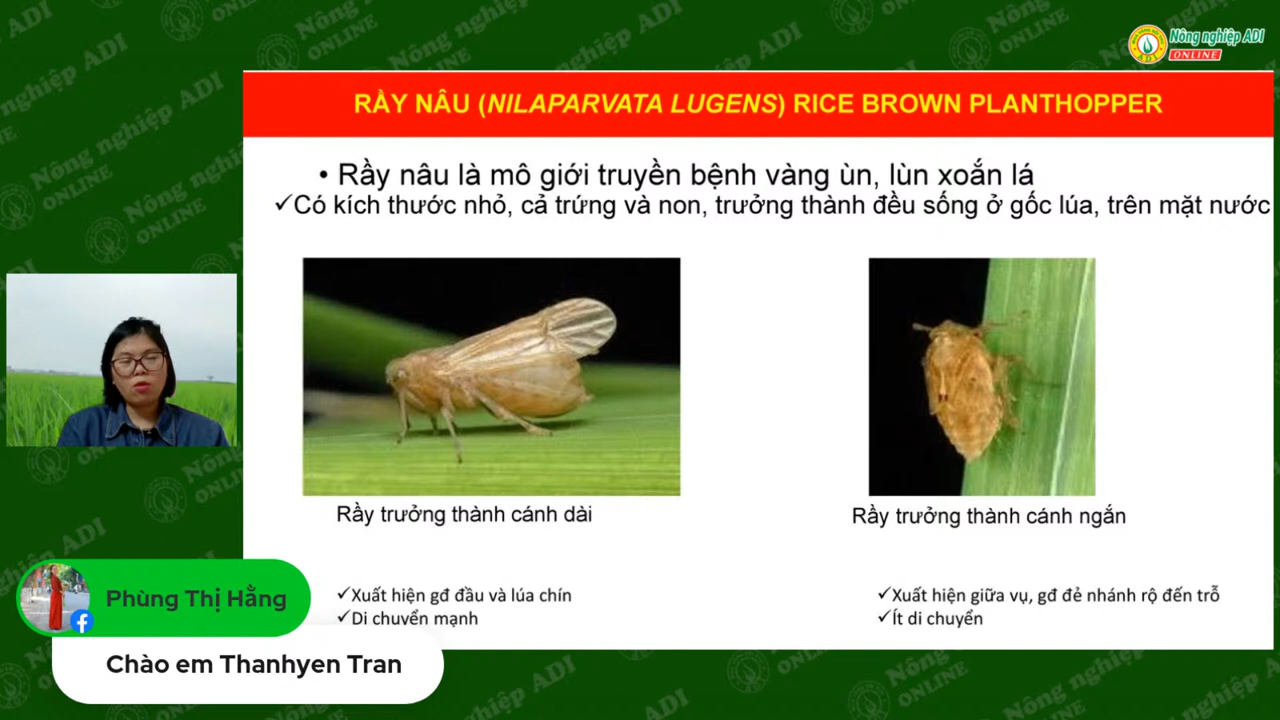 Nông nghiệp ADI
ONLINE
RẦY NÂU (NILAPARVATA LUGENS) RICE BROWN PLANTHOPPER
• Rầy nâu là mô giới truyền bệnh vàng ùn, lùn xoắn lá
✓Có kích thước nhỏ, cả trứng và non, trưởng thành đều sống ở gốc lúa, trên mặt nước
Rầy trưởng thành cánh dài
Rầy trưởng thành cánh ngắn
✓Xuất hiện gđ đầu và lúa chín
✓Di chuyển mạnh
✓Xuất hiện giữa vụ, gđ đẻ nhánh rộ đến trỗ
✓Ít di chuyển
Phùng Thị Hằng
Chào em Thanhyen Tran